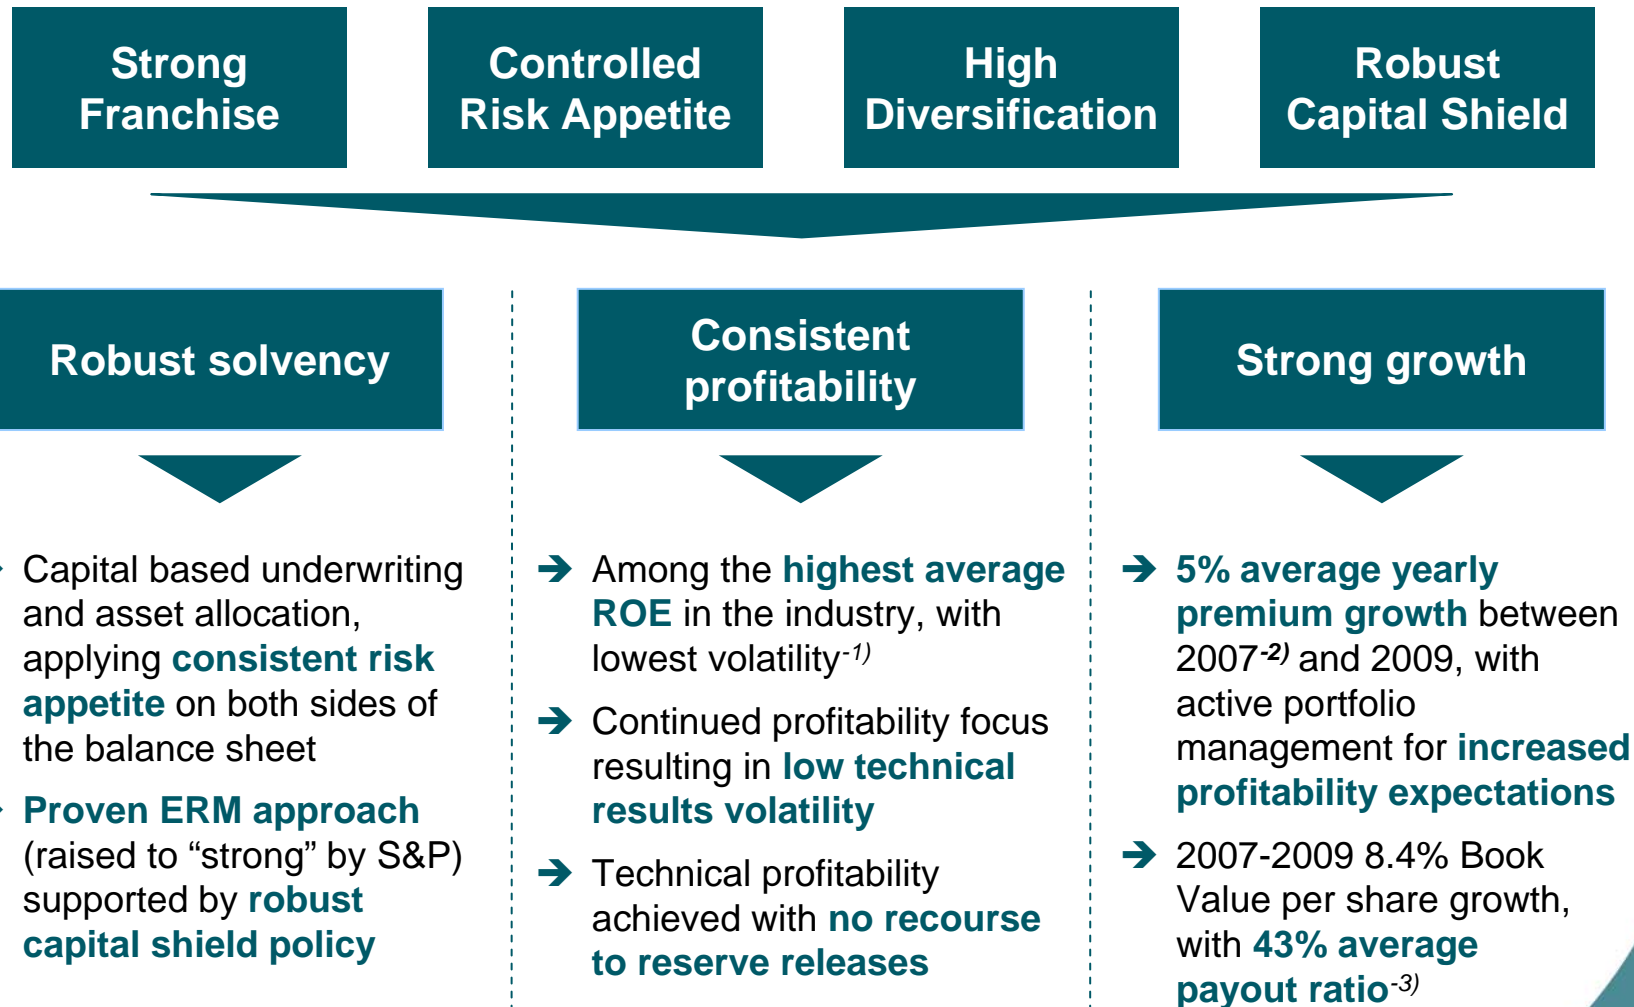 Strong
Franchise
Controlled
Risk Appetite
High
Diversification
Robust
Capital Shield
Robust solvency
Consistent
profitability
Strong growth
Capital based underwriting
and asset allocation,
applying consistent risk
appetite on both sides of
the balance sheet
Proven ERM approach
(raised to “strong” by S&P)
supported by robust
capital shield policy
➔ Among the highest average
ROE in the industry, with
lowest volatility-1)
➔ Continued profitability focus
resulting in low technical
results volatility
➔ Technical profitability
achieved with no recourse
to reserve releases
➔ 5% average yearly
premium growth between
2007-2) and 2009, with
active portfolio
management for increased
profitability expectations
➔ 2007-2009 8.4% Book
Value per share growth,
with 43% average
payout ratio-3)